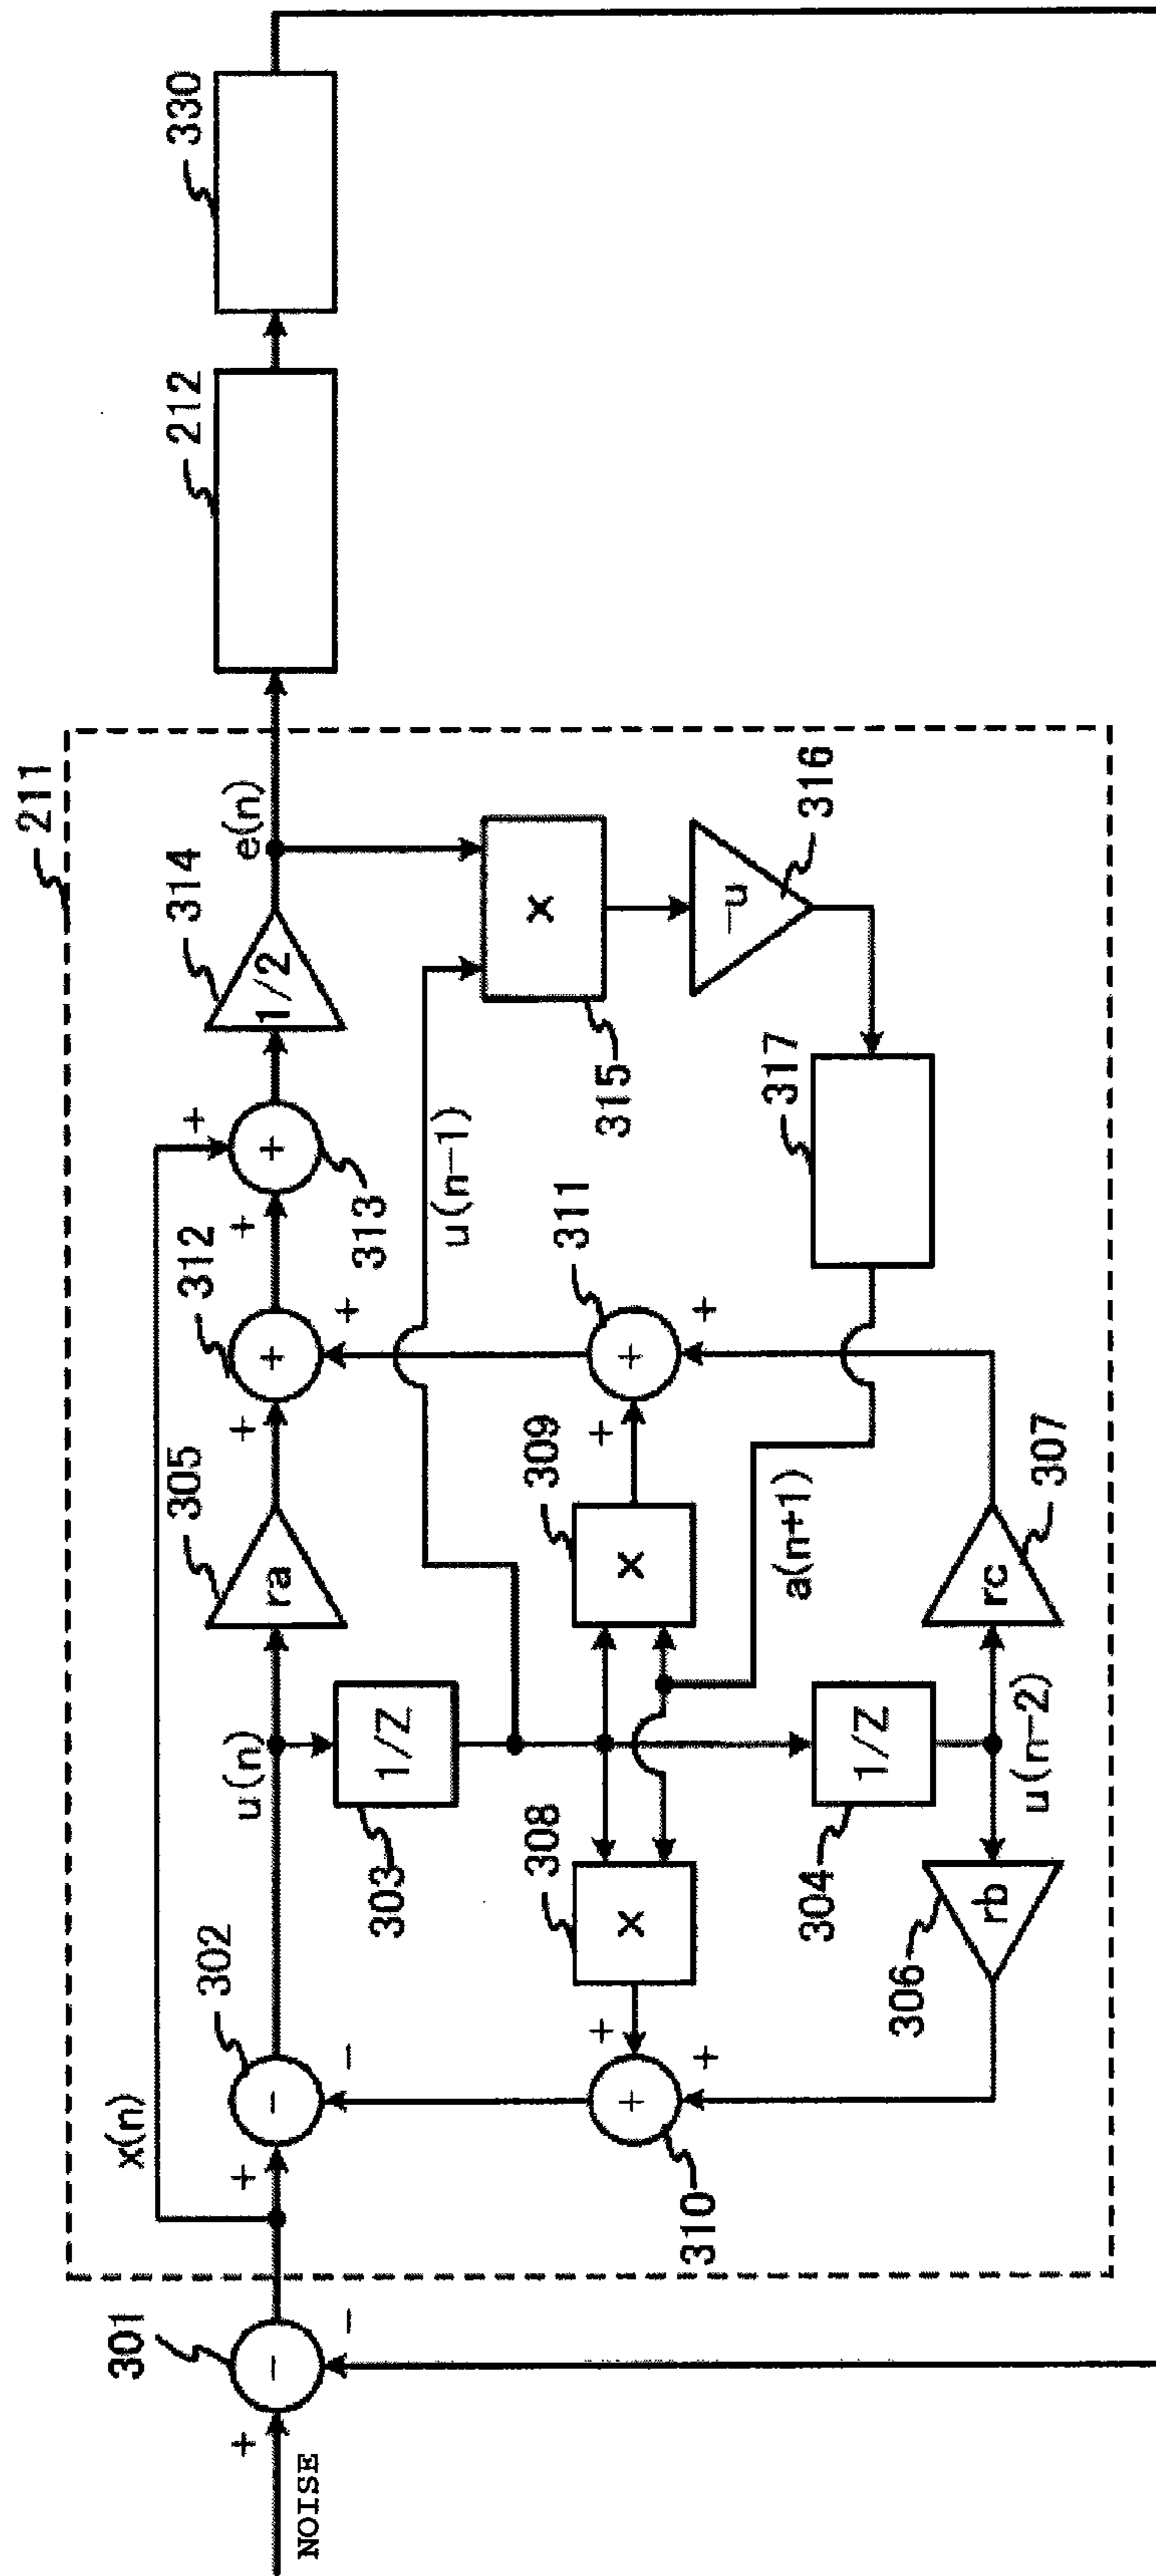 NOISE
+
-
301
-
x(n)
+
-
302
-
u(n)
ra
305
+
+
312
+
+
+
+
313
1/2
314
e(n)
211
212
330
1/Z
303
u(n-1)
x
315
-u
316
317
x
308
x
309
+
+
310
+
+
+
311
+
a(n+1)
1/Z
304
u(n-2)
rb
306
rc
307